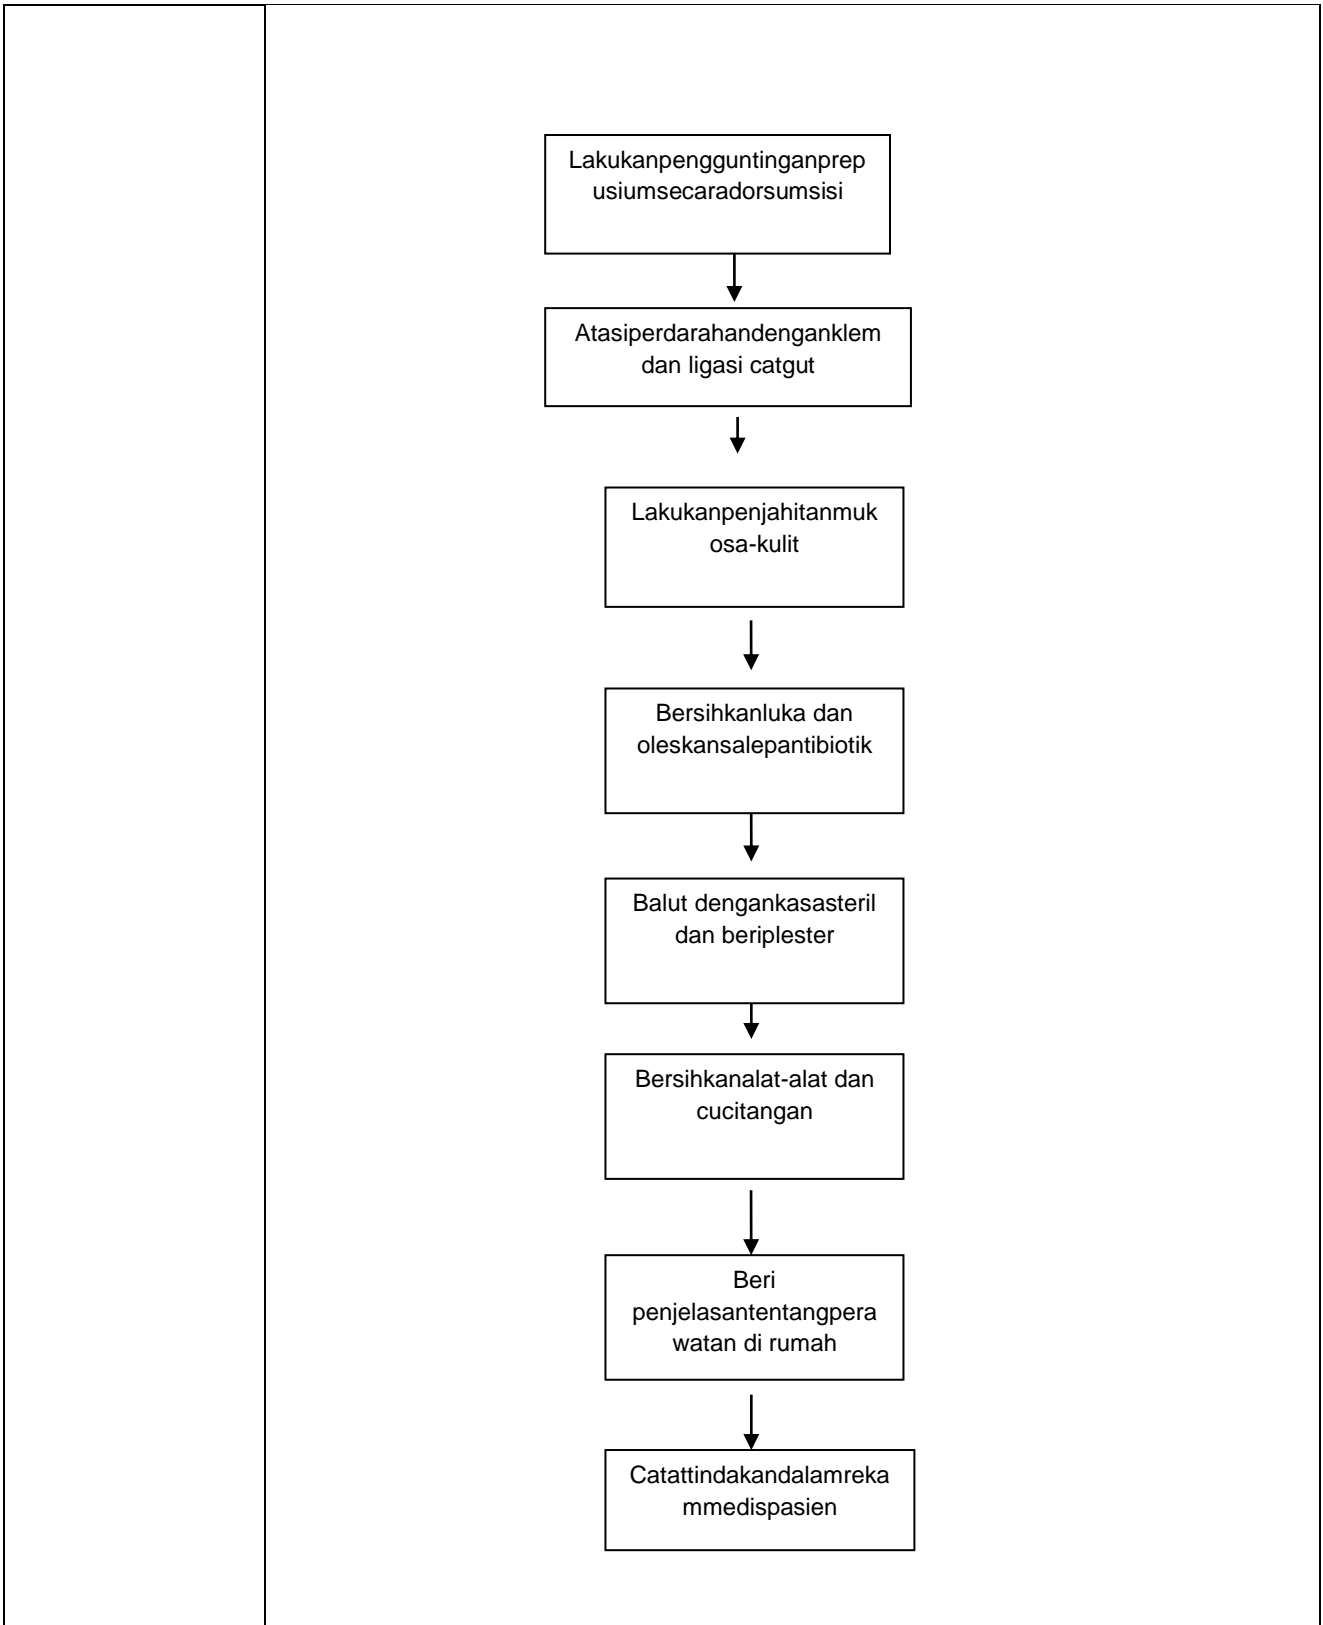 Lakukanpengguntinganprep
usiumsecaradorsumsisi
Atasiperdarahandenganklem
dan ligasi catgut
Lakukanpenjahitanmuk
osa-kulit
Bersihkanluka dan
oleskansalepantibiotik
Balut dengankasasteril
dan beriplester
Bersihkanalat-alat dan
cucitangan
Beri
penjelasantentangpera
watan di rumah
Catattindakandalamreka
mmedispasien